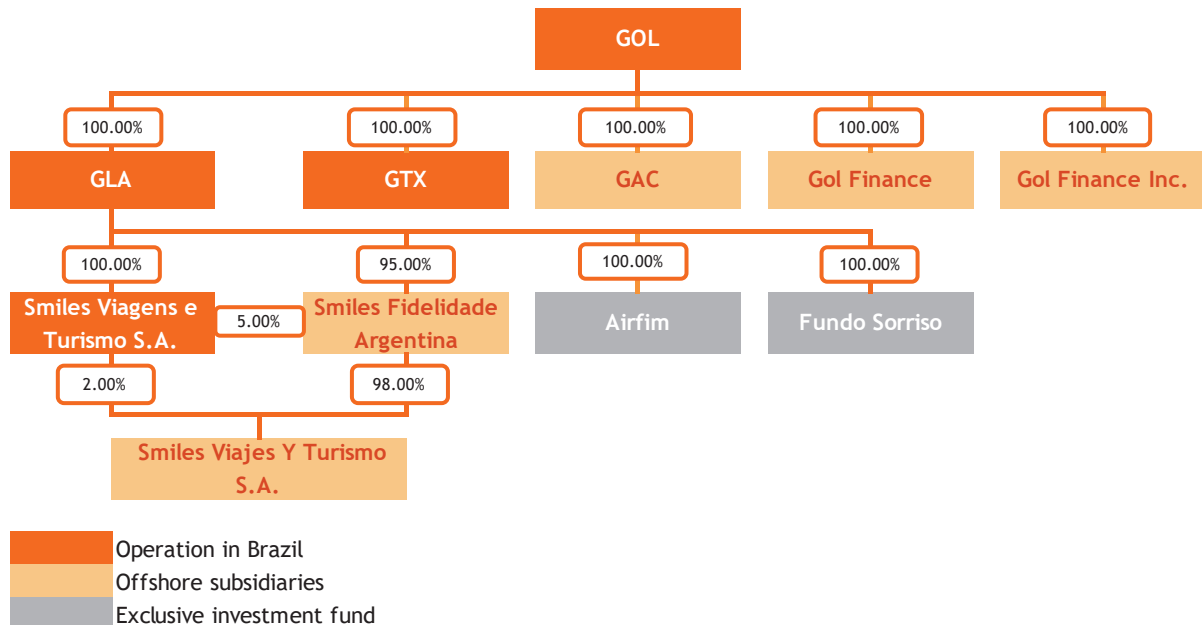 GOL
100.00%
100.00%
100.00%
100.00%
100.00%
GLA
GTX
GAC
Gol Finance
Gol Finance Inc.
100.00%
95.00%
100.00%
100.00%
Smiles Viagens e
Turismo S.A.
5.00%
Smiles Fidelidade
Argentina
Airfim
Fundo Sorriso
2.00%
98.00%
Smiles Viajes Y Turismo
S.A.
Operation in Brazil
Offshore subsidiaries
Exclusive investment fund